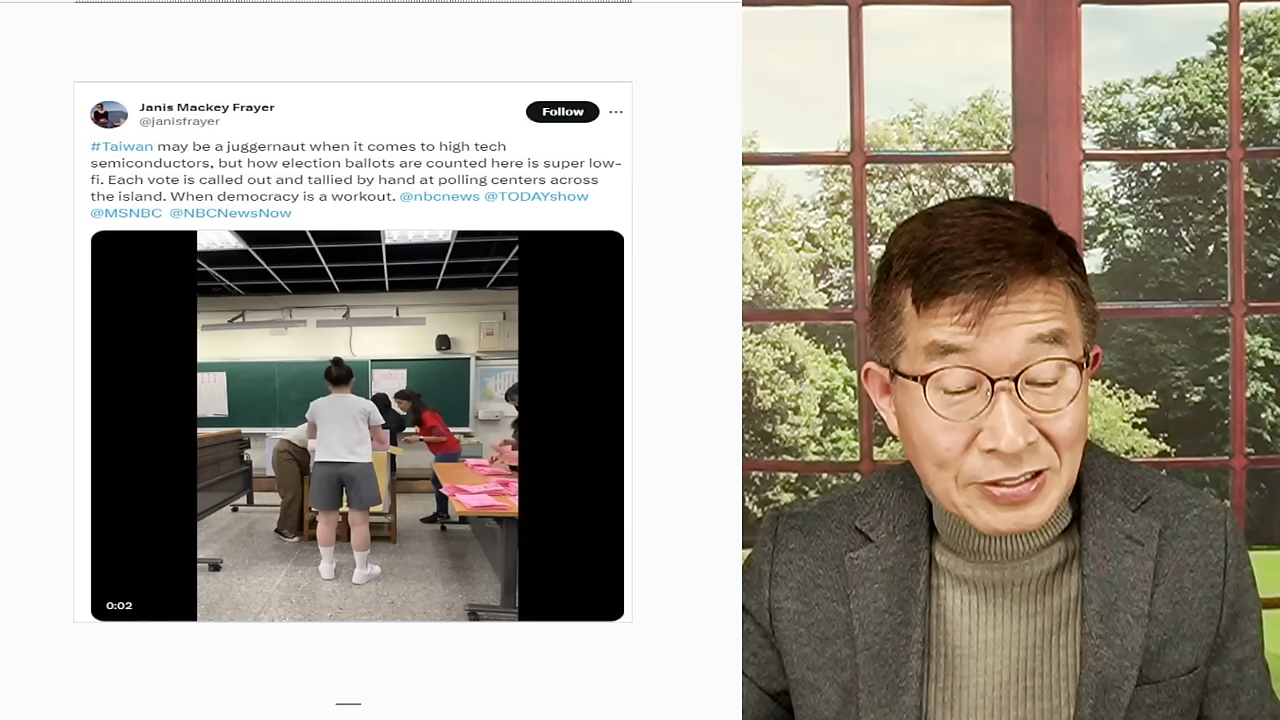 Janis Mackey Frayer
@janisfrayer
Follow
#Taiwan may be a juggernaut when it comes to high tech
semiconductors, but how election ballots are counted here is super low-
fi. Each vote is called out and tallied by hand at polling centers across
the island. When democracy is a workout. @nbcnews @TODAYshow
@MSNBC @NBCNewsNow
0:02